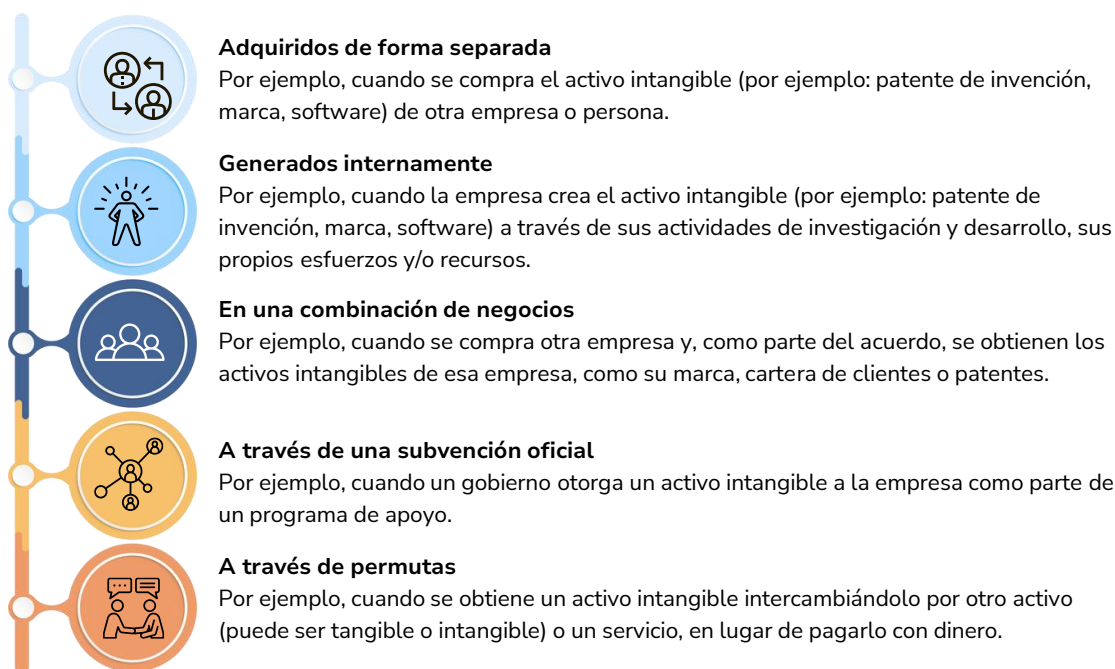 Adquiridos de forma separada
Por ejemplo, cuando se compra el activo intangible (por ejemplo: patente de invención,
marca, software) de otra empresa o persona.
Generados internamente
Por ejemplo, cuando la empresa crea el activo intangible (por ejemplo: patente de
invención, marca, software) a través de sus actividades de investigación y desarrollo, sus
propios esfuerzos y/o recursos.
En una combinación de negocios
Por ejemplo, cuando se compra otra empresa y, como parte del acuerdo, se obtienen los
activos intangibles de esa empresa, como su marca, cartera de clientes o patentes.
A través de una subvención oficial
Por ejemplo, cuando un gobierno otorga un activo intangible a la empresa como parte de
un programa de apoyo.
A través de permutas
Por ejemplo, cuando se obtiene un activo intangible intercambiándolo por otro activo
(puede ser tangible o intangible) o un servicio, en lugar de pagarlo con dinero.